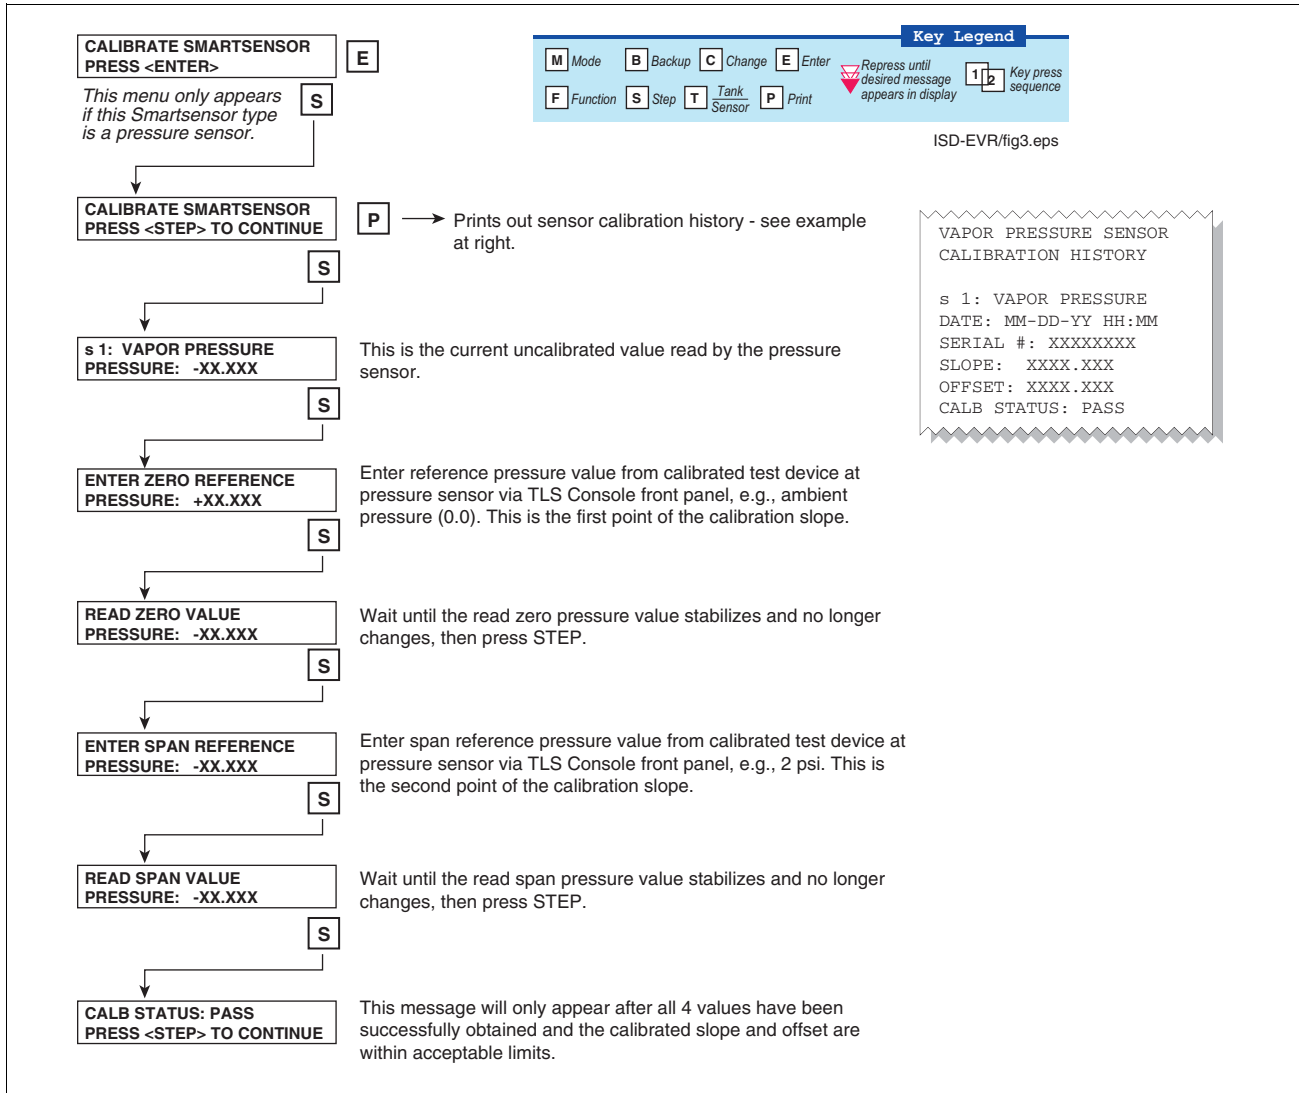 CALIBRATE SMARTSENSOR
PRESS <ENTER>
E
This menu only appears
if this Smartsensor type
is a pressure sensor.
S
Key Legend
M Mode B Backup C Change E Enter
Repress until
desired message
appears in display
1 2
Key press
sequence
F Function S Step T Tank
Sensor
P Print
ISD-EVR/fig3.eps
CALIBRATE SMARTSENSOR
PRESS <STEP> TO CONTINUE
P
Prints out sensor calibration history - see example
at right.
S
VAPOR PRESSURE SENSOR
CALIBRATION HISTORY
s 1: VAPOR PRESSURE
DATE: MM-DD-YY HH:MM
SERIAL #: XXXXXXXX
SLOPE: XXXX.XXX
OFFSET: XXXX.XXX
CALB STATUS: PASS
s 1: VAPOR PRESSURE
PRESSURE: -XX.XXX
This is the current uncalibrated value read by the pressure
sensor.
S
ENTER ZERO REFERENCE
PRESSURE: +XX.XXX
Enter reference pressure value from calibrated test device at
pressure sensor via TLS Console front panel, e.g., ambient
pressure (0.0). This is the first point of the calibration slope.
S
READ ZERO VALUE
PRESSURE: -XX.XXX
Wait until the read zero pressure value stabilizes and no longer
changes, then press STEP.
S
ENTER SPAN REFERENCE
PRESSURE: -XX.XXX
Enter span reference pressure value from calibrated test device at
pressure sensor via TLS Console front panel, e.g., 2 psi. This is
the second point of the calibration slope.
S
READ SPAN VALUE
PRESSURE: -XX.XXX
Wait until the read span pressure value stabilizes and no longer
changes, then press STEP.
S
CALB STATUS: PASS
PRESS <STEP> TO CONTINUE
This message will only appear after all 4 values have been
successfully obtained and the calibrated slope and offset are
within acceptable limits.